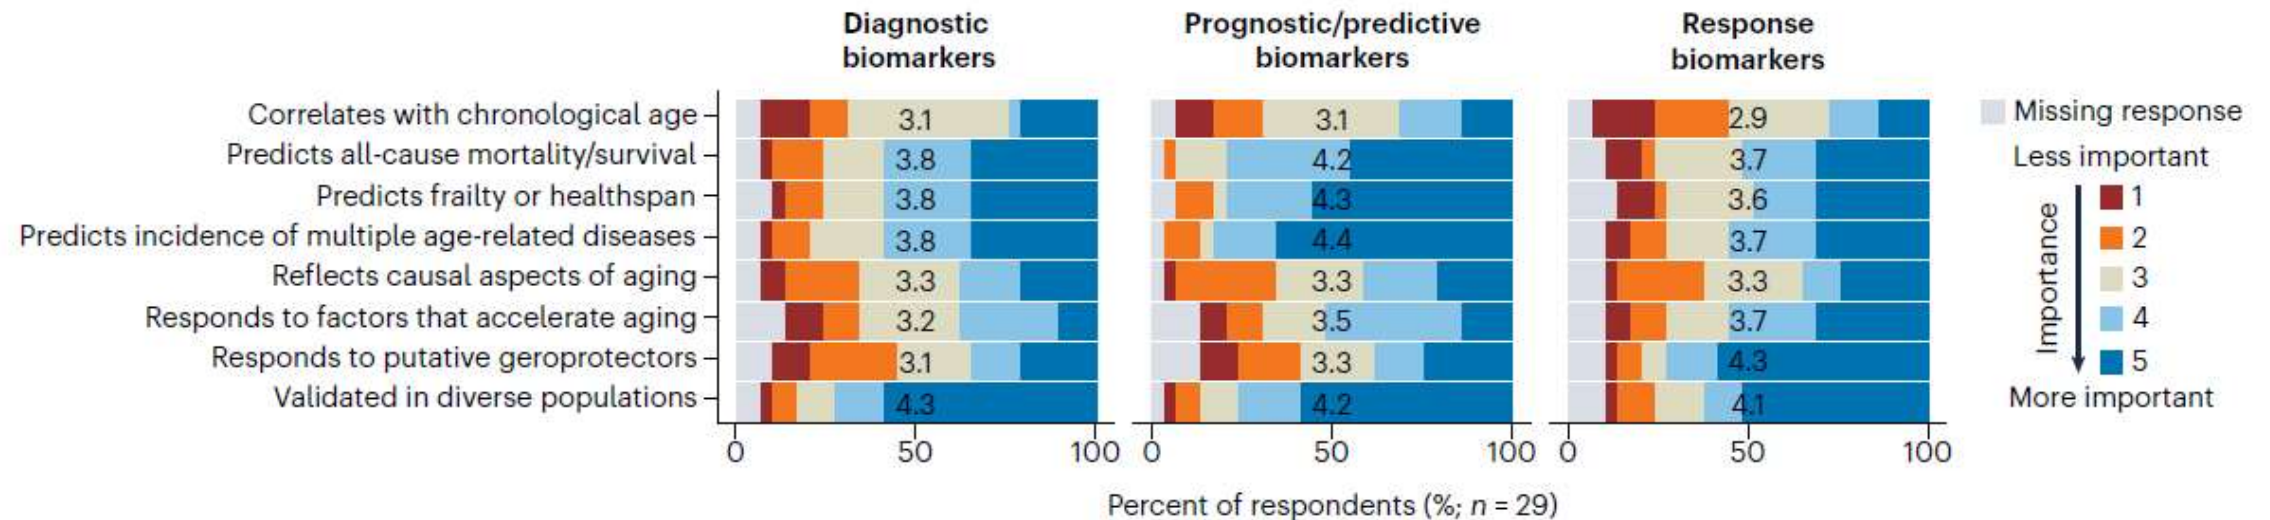 Diagnostic
biomarkers
Prognostic/predictive
biomarkers
Response
biomarkers
Correlates with chronological age 3.1 3.1 2.9
Predicts all-cause mortality/survival 3.8 4.2 3.7
Predicts frailty or healthspan 3.8 4.3 3.6
Predicts incidence of multiple age-related diseases 3.8 4.4 3.7
Reflects causal aspects of aging 3.3 3.3 3.3
Responds to factors that accelerate aging 3.2 3.5 3.7
Responds to putative geroprotectors 3.1 3.3 4.3
Validated in diverse populations 4.3 4.2 4.1
0 50 100 0 50 100 0 50 100
Percent of respondents (%; n = 29)
Missing response
Less important
Importance
1
2
3
4
5
More important